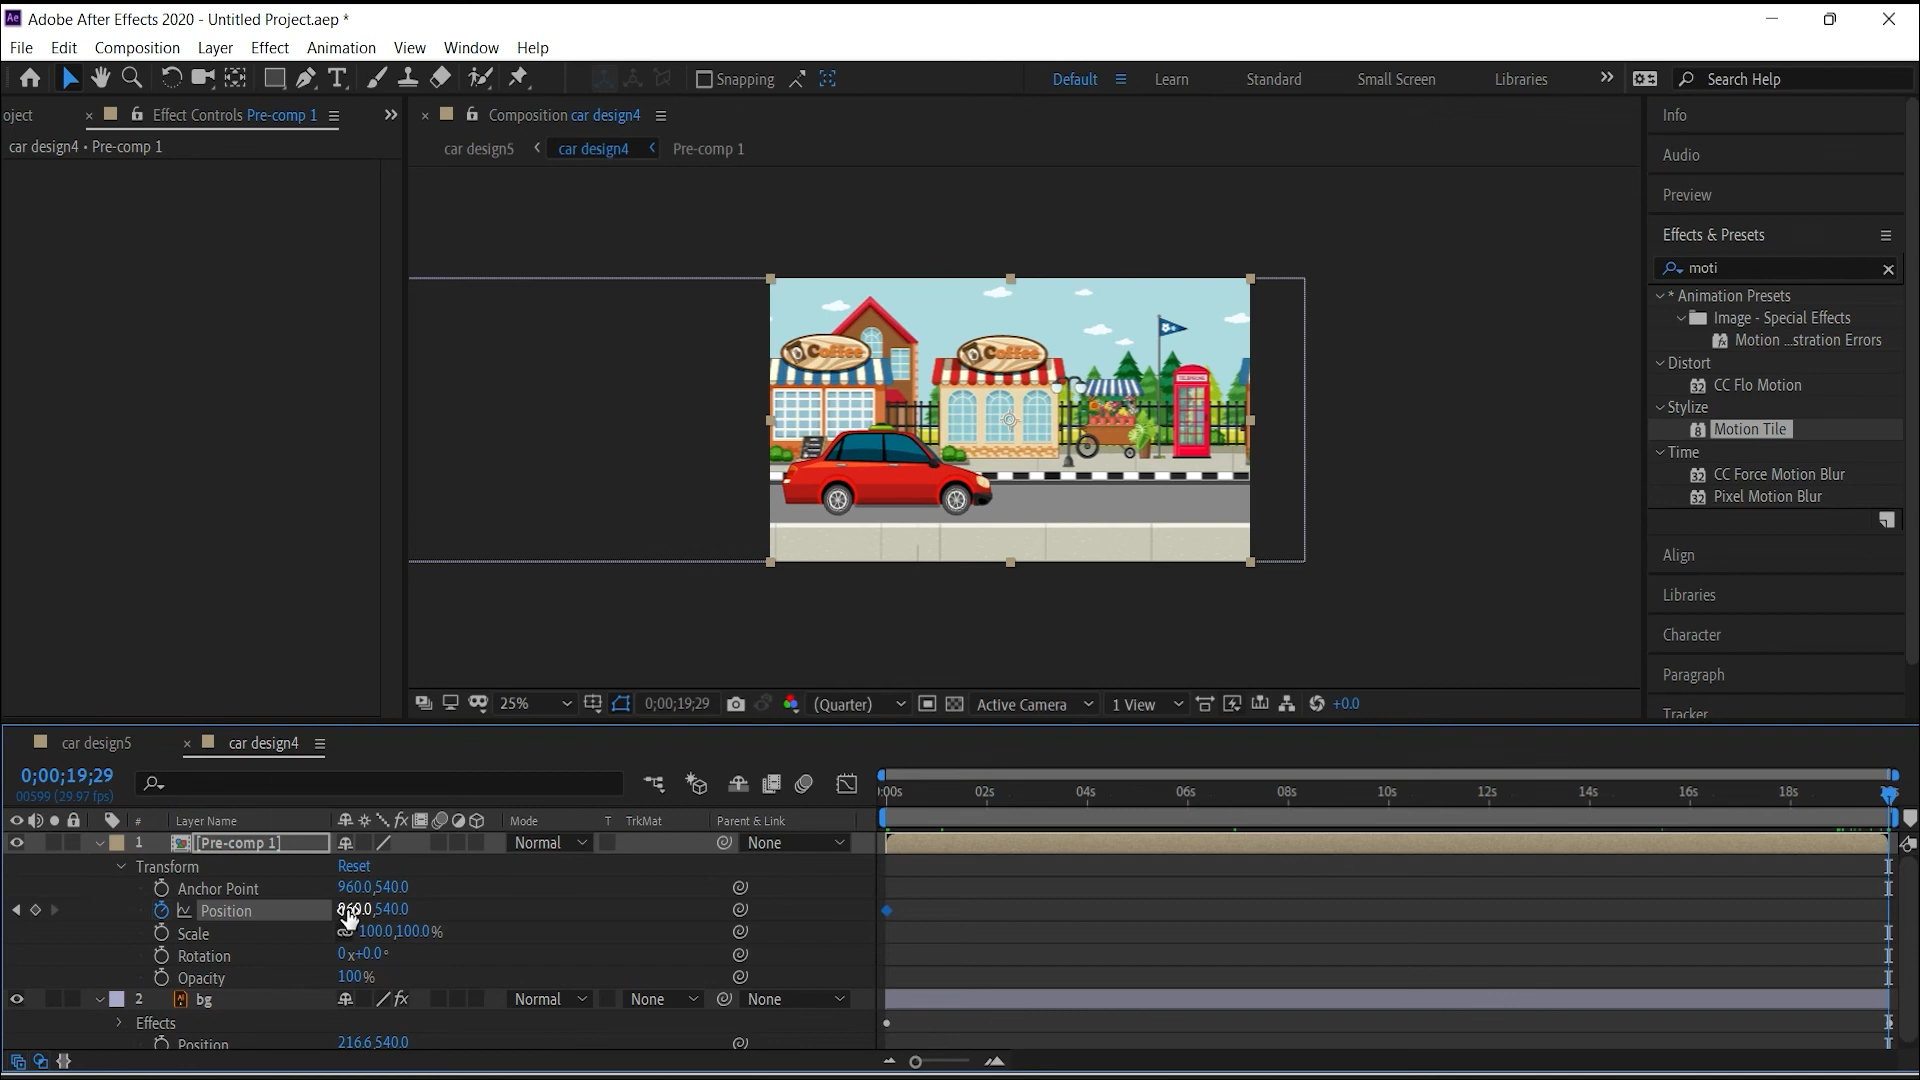 Ae Adobe After Effects 2020 - Untitled Project.aep *
File Edit Composition Layer Effect Animation View Window Help
Snapping Default Learn Standard Small Screen Libraries Search Help
oject Effect Controls Pre-comp 1 Composition car design4 Info
car design4 • Pre-comp 1 car design5 car design4 Pre-comp 1
Audio
Preview
Effects & Presets
moti
* Animation Presets
Image - Special Effects
Motion ...stration Errors
Distort
CC Flo Motion
Stylize
Motion Tile
Time
CC Force Motion Blur
Pixel Motion Blur
Align
Libraries
Character
Paragraph
Tracker
Coffee Coffee
TELEPHONE
25% 0;00;19;29 (Quarter) Active Camera 1 View +0.0
car design5 car design4
0;00;19;29
00599 (29.97 fps)
:00s 02s 04s 06s 08s 10s 12s 14s 16s 18s
# Layer Name Mode T TrkMat Parent & Link
1 [Pre-comp 1] Normal None
Transform Reset
Anchor Point 960.0,540.0
Position 540.0
Scale 100.0,100.0%
Rotation 0x+0.0°
Opacity 100%
2 bg Normal None None
Effects
Position 216.6,540.0